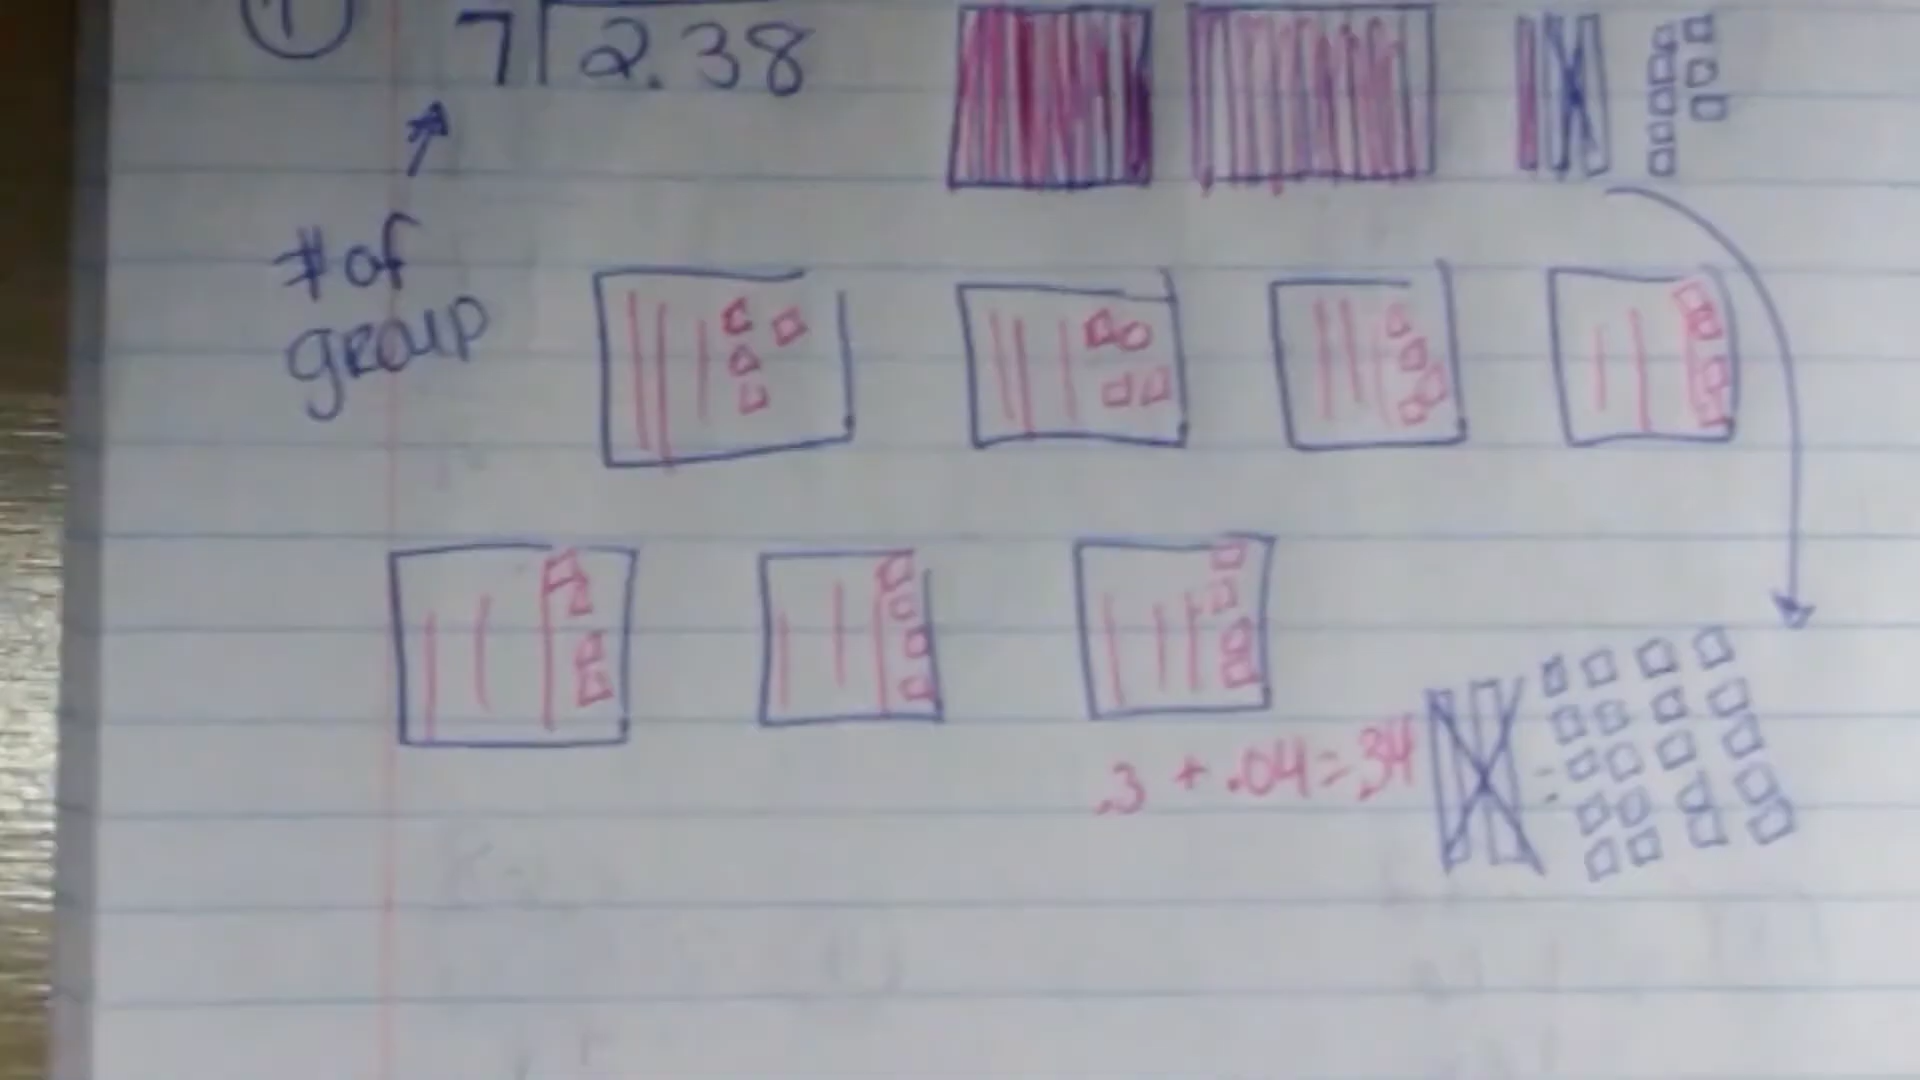 1
7 2.38
# of
group
.3 + .04 = .34